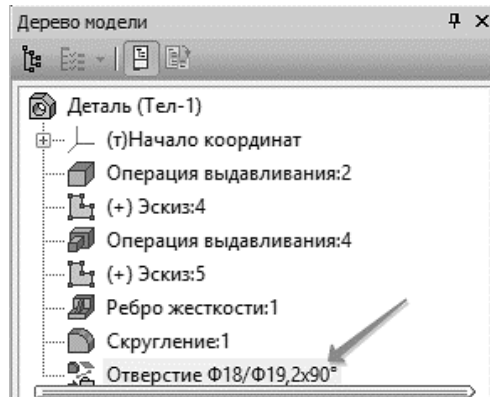 Дерево модели
Деталь (Тел-1)
(т)Начало координат
Операция выдавливания:2
(+) Эскиз:4
Операция выдавливания:4
(+) Эскиз:5
Ребро жесткости:1
Скругление:1
Отверстие Ф18/Ф19,2x90°